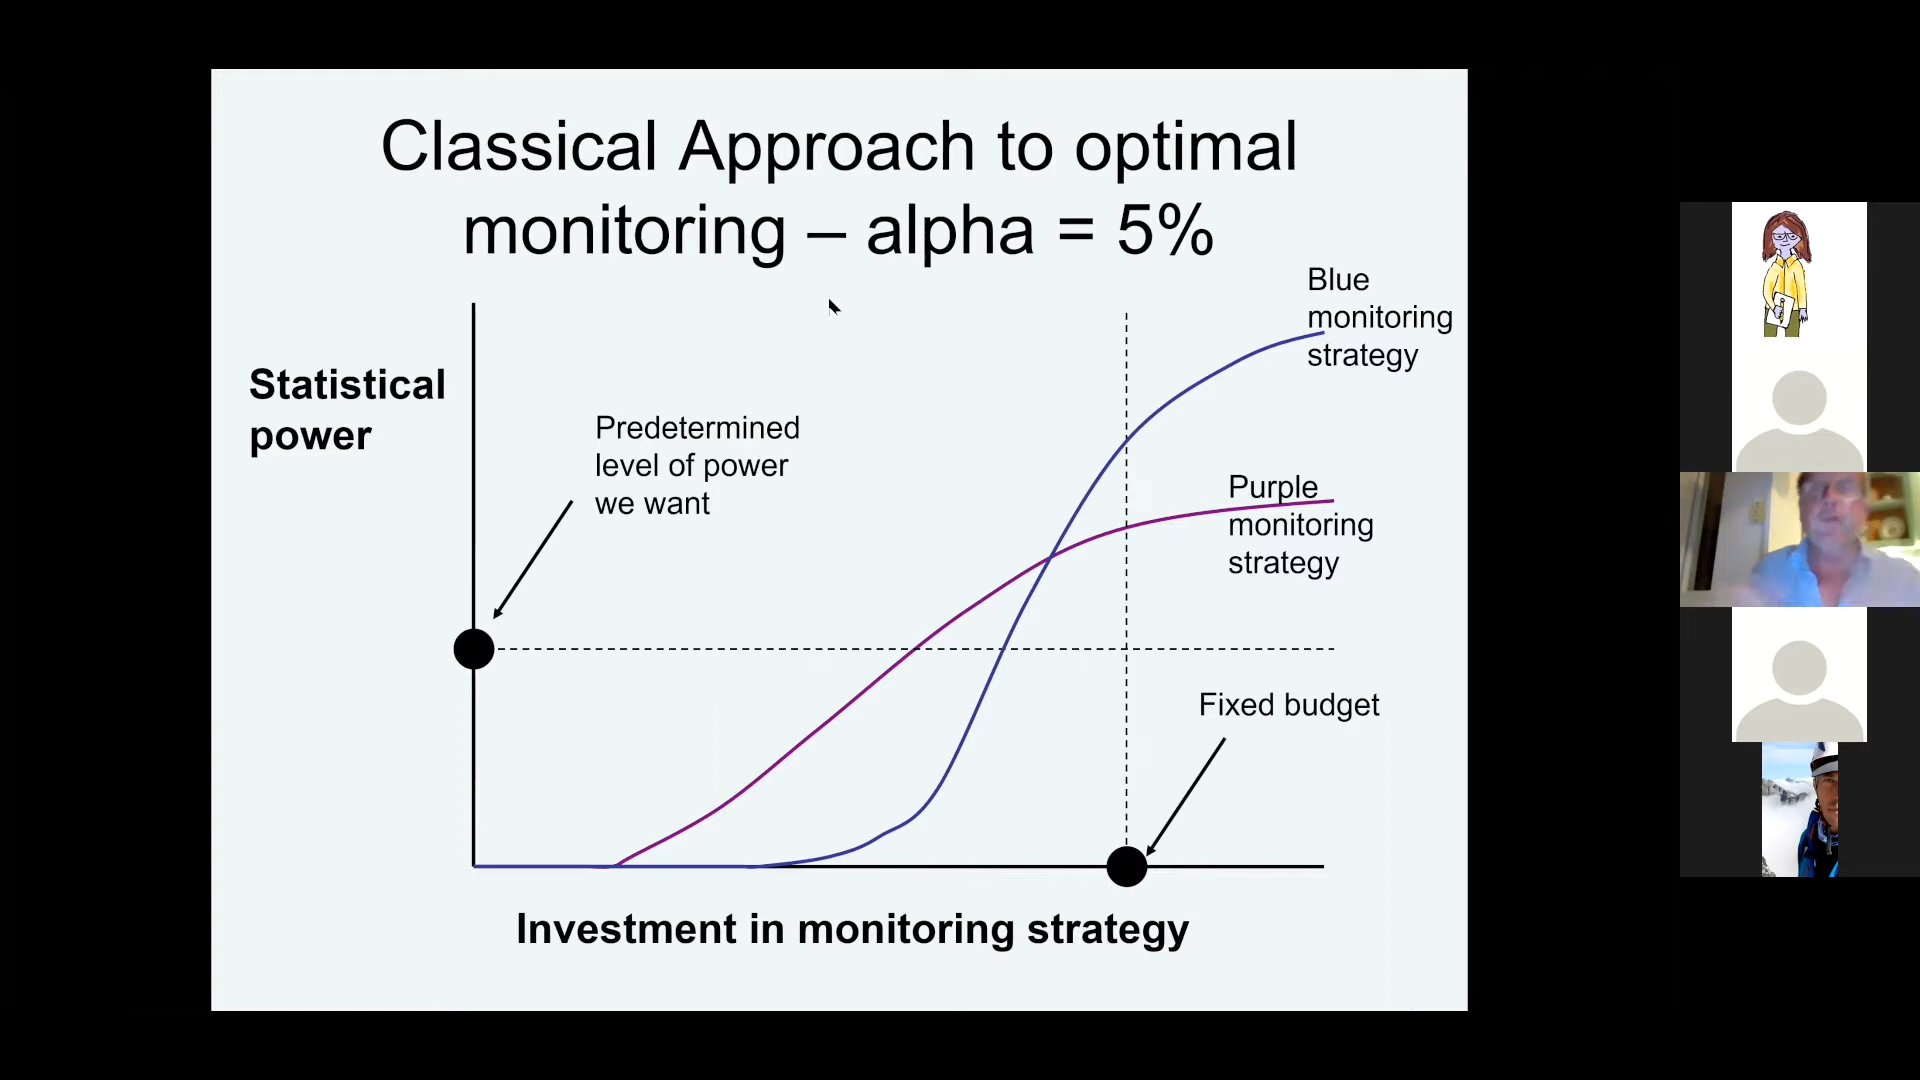 Classical Approach to optimal
monitoring – alpha = 5%
Blue
monitoring
strategy
Statistical
power
Predetermined
level of power
we want
Purple
monitoring
strategy
Fixed budget
Investment in monitoring strategy